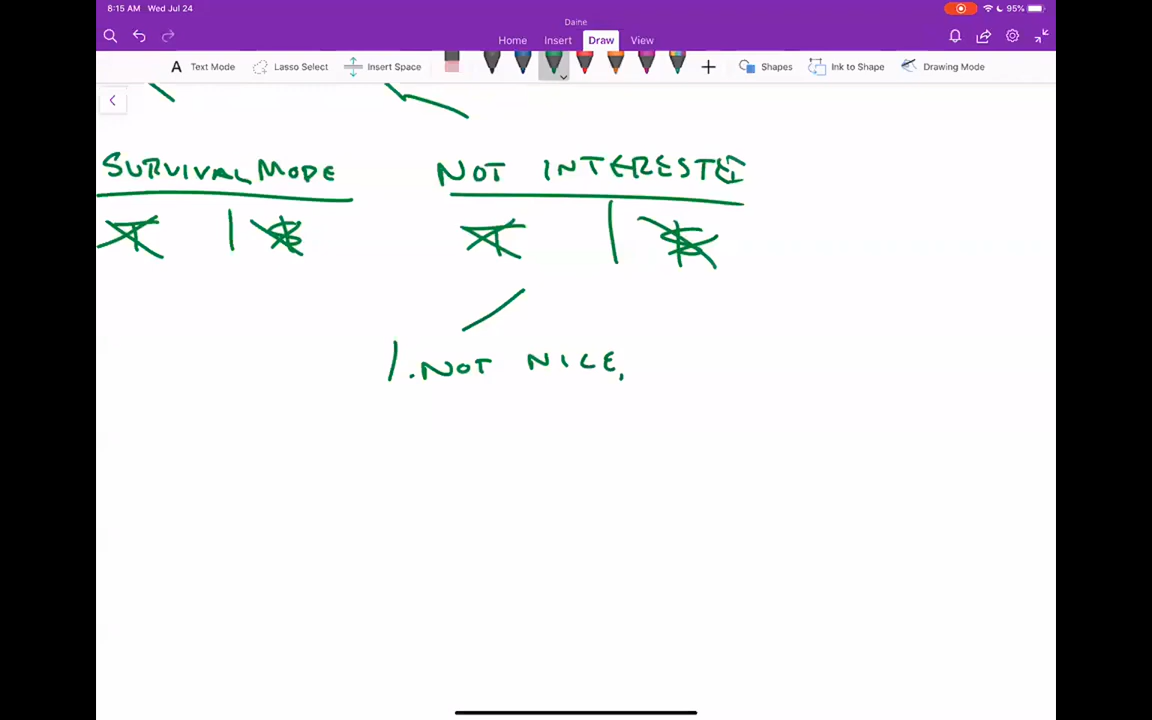 8:15 AM Wed Jul 24
95%
Daine
Home Insert Draw View
A Text Mode Lasso Select Insert Space Shapes Ink to Shape Drawing Mode
SURVIVAL MODE NOT INTERESTED
T | $ T | $
1. NOT NICE,